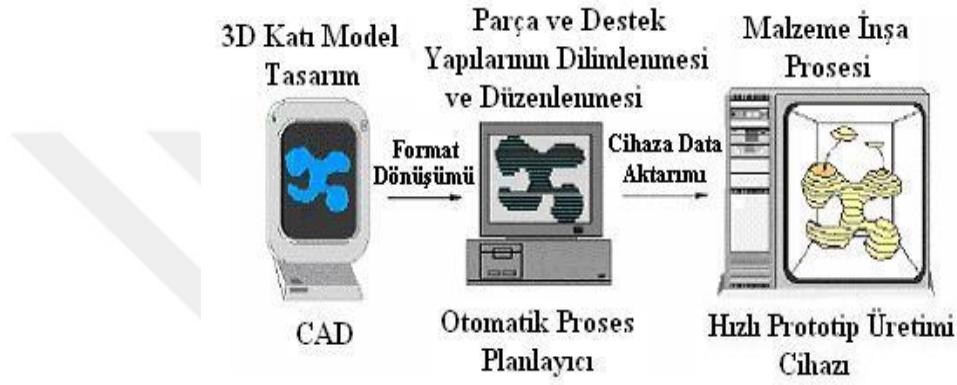 3D Katı Model
Tasarım
CAD
Format
Dönüşümü
Parça ve Destek
Yapılarının Dilimlenmesi
ve Düzenlenmesi
Otomatik Proses
Planlayıcı
Cihaza Data
Aktarımı
Malzeme İnşa
Prosesi
Hızlı Prototip Üretimi
Cihazı